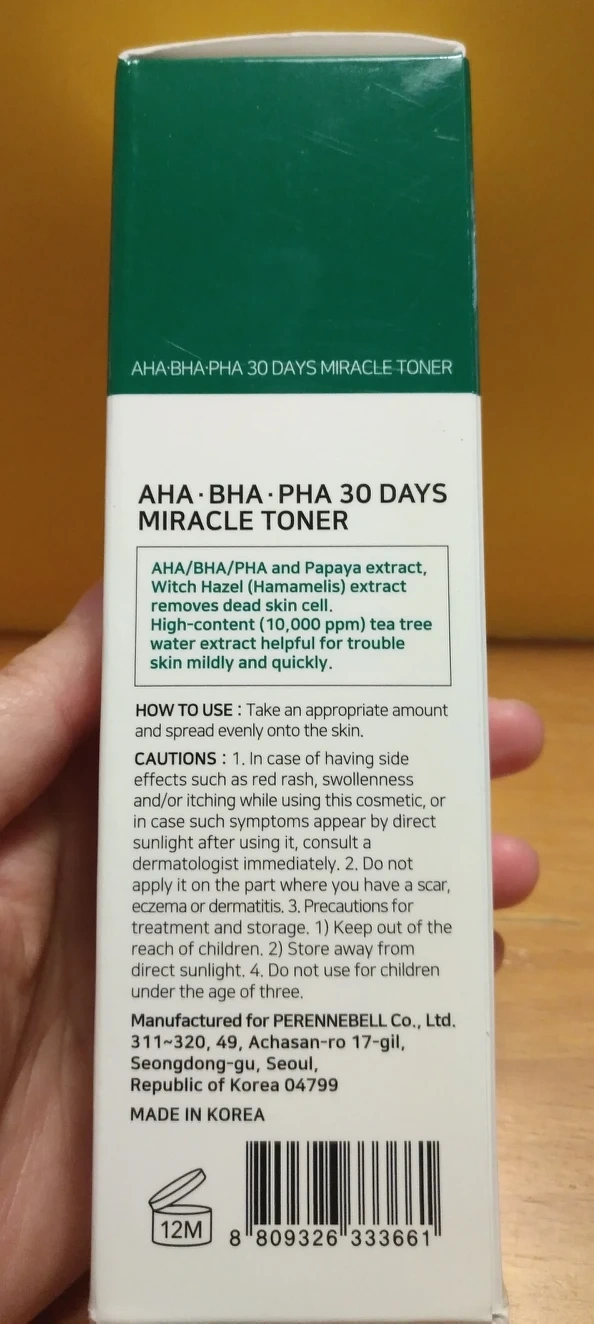 AHA·BHA·PHA 30 DAYS MIRACLE TONER
AHA · BHA · PHA 30 DAYS
MIRACLE TONER
AHA/BHA/PHA and Papaya extract,
Witch Hazel (Hamamelis) extract
removes dead skin cell.
High-content (10,000 ppm) tea tree
water extract helpful for trouble
skin mildly and quickly.
HOW TO USE : Take an appropriate amount
and spread evenly onto the skin.
CAUTIONS : 1. In case of having side
effects such as red rash, swollenness
and/or itching while using this cosmetic, or
in case such symptoms appear by direct
sunlight after using it, consult a
dermatologist immediately. 2. Do not
apply it on the part where you have a scar,
eczema or dermatitis. 3. Precautions for
treatment and storage. 1) Keep out of the
reach of children. 2) Store away from
direct sunlight. 4. Do not use for children
under the age of three.
Manufactured for PERENNEBELL Co., Ltd.
311~320, 49, Achasan-ro 17-gil,
Seongdong-gu, Seoul,
Republic of Korea 04799
MADE IN KOREA
12M
8 809326 333661